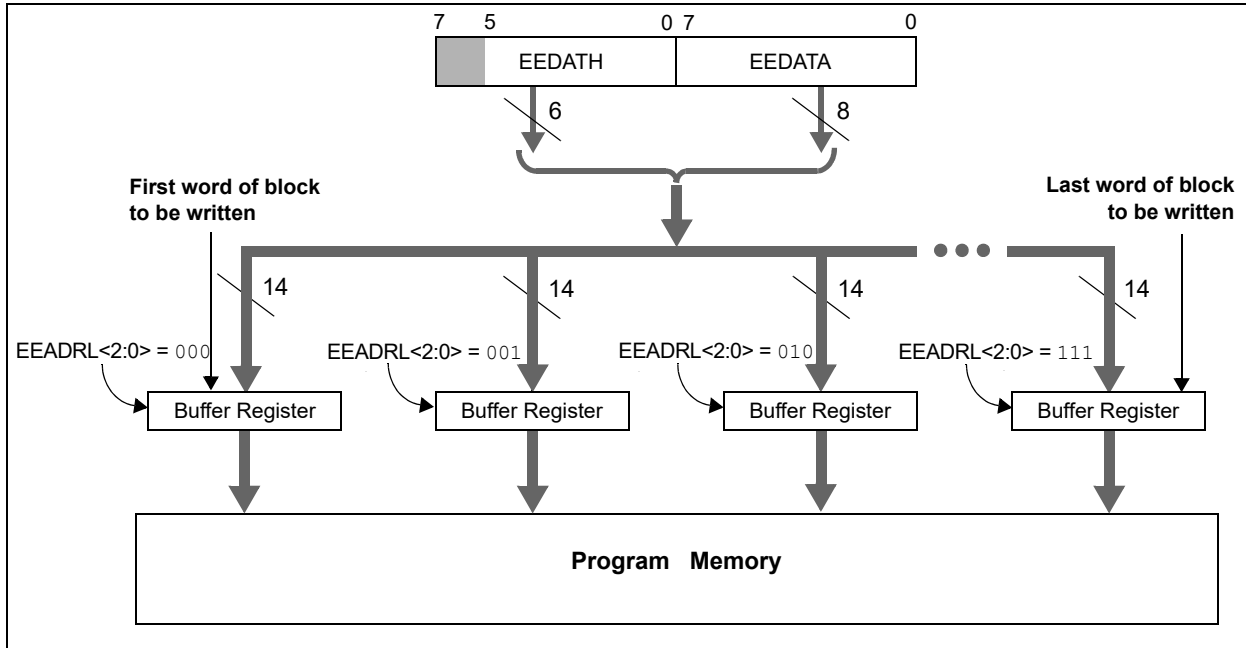 7 5 0 7 0
EEDATH EEDATA
6 8
First word of block
to be written
Last word of block
to be written
14 14 14 14
EEADRL<2:0> = 000 EEADRL<2:0> = 001 EEADRL<2:0> = 010 EEADRL<2:0> = 111
Buffer Register Buffer Register Buffer Register Buffer Register
Program Memory